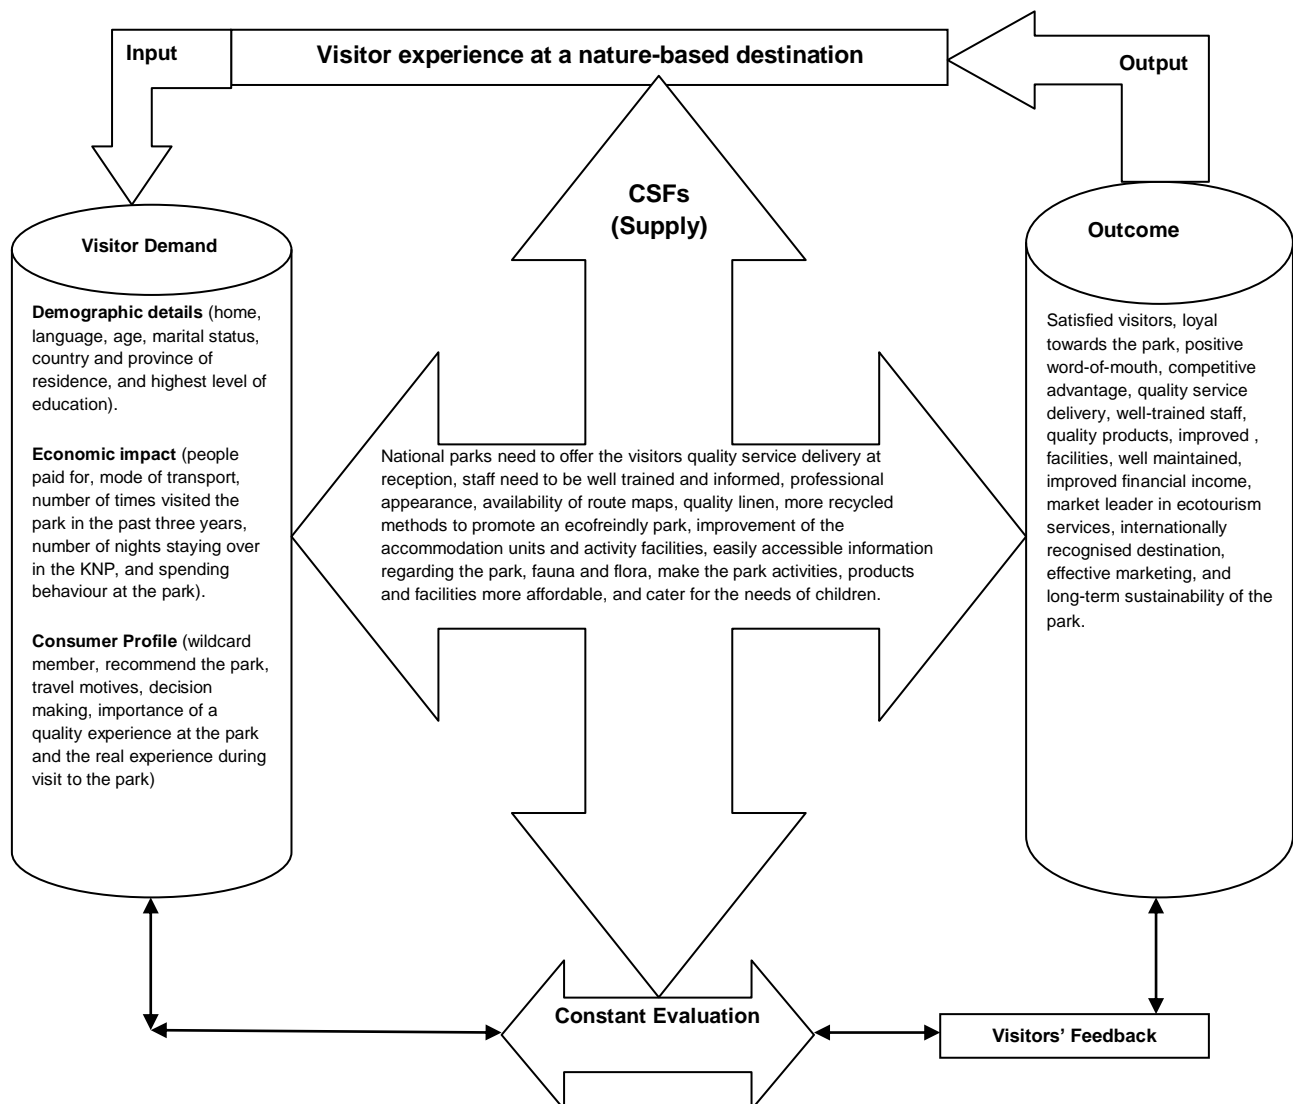 Input
Visitor experience at a nature-based destination
Output
CSFs
(Supply)
Visitor Demand
Demographic details (home,
language, age, marital status,
country and province of
residence, and highest level of
education).
Economic impact (people
paid for, mode of transport,
number of times visited the
park in the past three years,
number of nights staying over
in the KNP, and spending
behaviour at the park).
Consumer Profile (wildcard
member, recommend the park,
travel motives, decision
making, importance of a
quality experience at the park
and the real experience during
visit to the park)
National parks need to offer the visitors quality service delivery at
reception, staff need to be well trained and informed, professional
appearance, availability of route maps, quality linen, more recycled
methods to promote an ecofreindly park, improvement of the
accommodation units and activity facilities, easily accessible information
regarding the park, fauna and flora, make the park activities, products
and facilities more affordable, and cater for the needs of children.
Outcome
Satisfied visitors, loyal
towards the park, positive
word-of-mouth, competitive
advantage, quality service
delivery, well-trained staff,
quality products, improved ,
facilities, well maintained,
improved financial income,
market leader in ecotourism
services, internationally
recognised destination,
effective marketing, and
long-term sustainability of the
park.
Constant Evaluation
Visitors’ Feedback